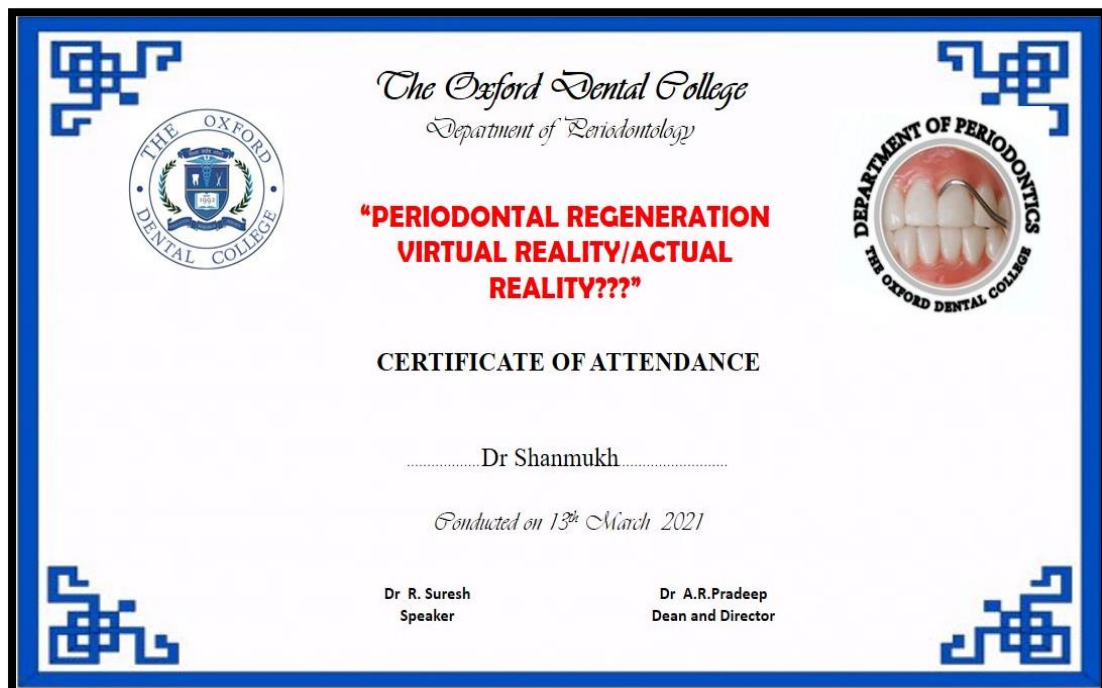 The Oxford Dental College
Department of Periodontology
THE OXFORD DENTAL COLLEGE
1992
DEPARTMENT OF PERIODONTICS
THE OXFORD DENTAL COLLEGE
“PERIODONTAL REGENERATION
VIRTUAL REALITY/ACTUAL
REALITY???”
CERTIFICATE OF ATTENDANCE
...................Dr Shanmukh...........................
Conducted on 13th March 2021
Dr R. Suresh
Speaker
Dr A.R.Pradeep
Dean and Director